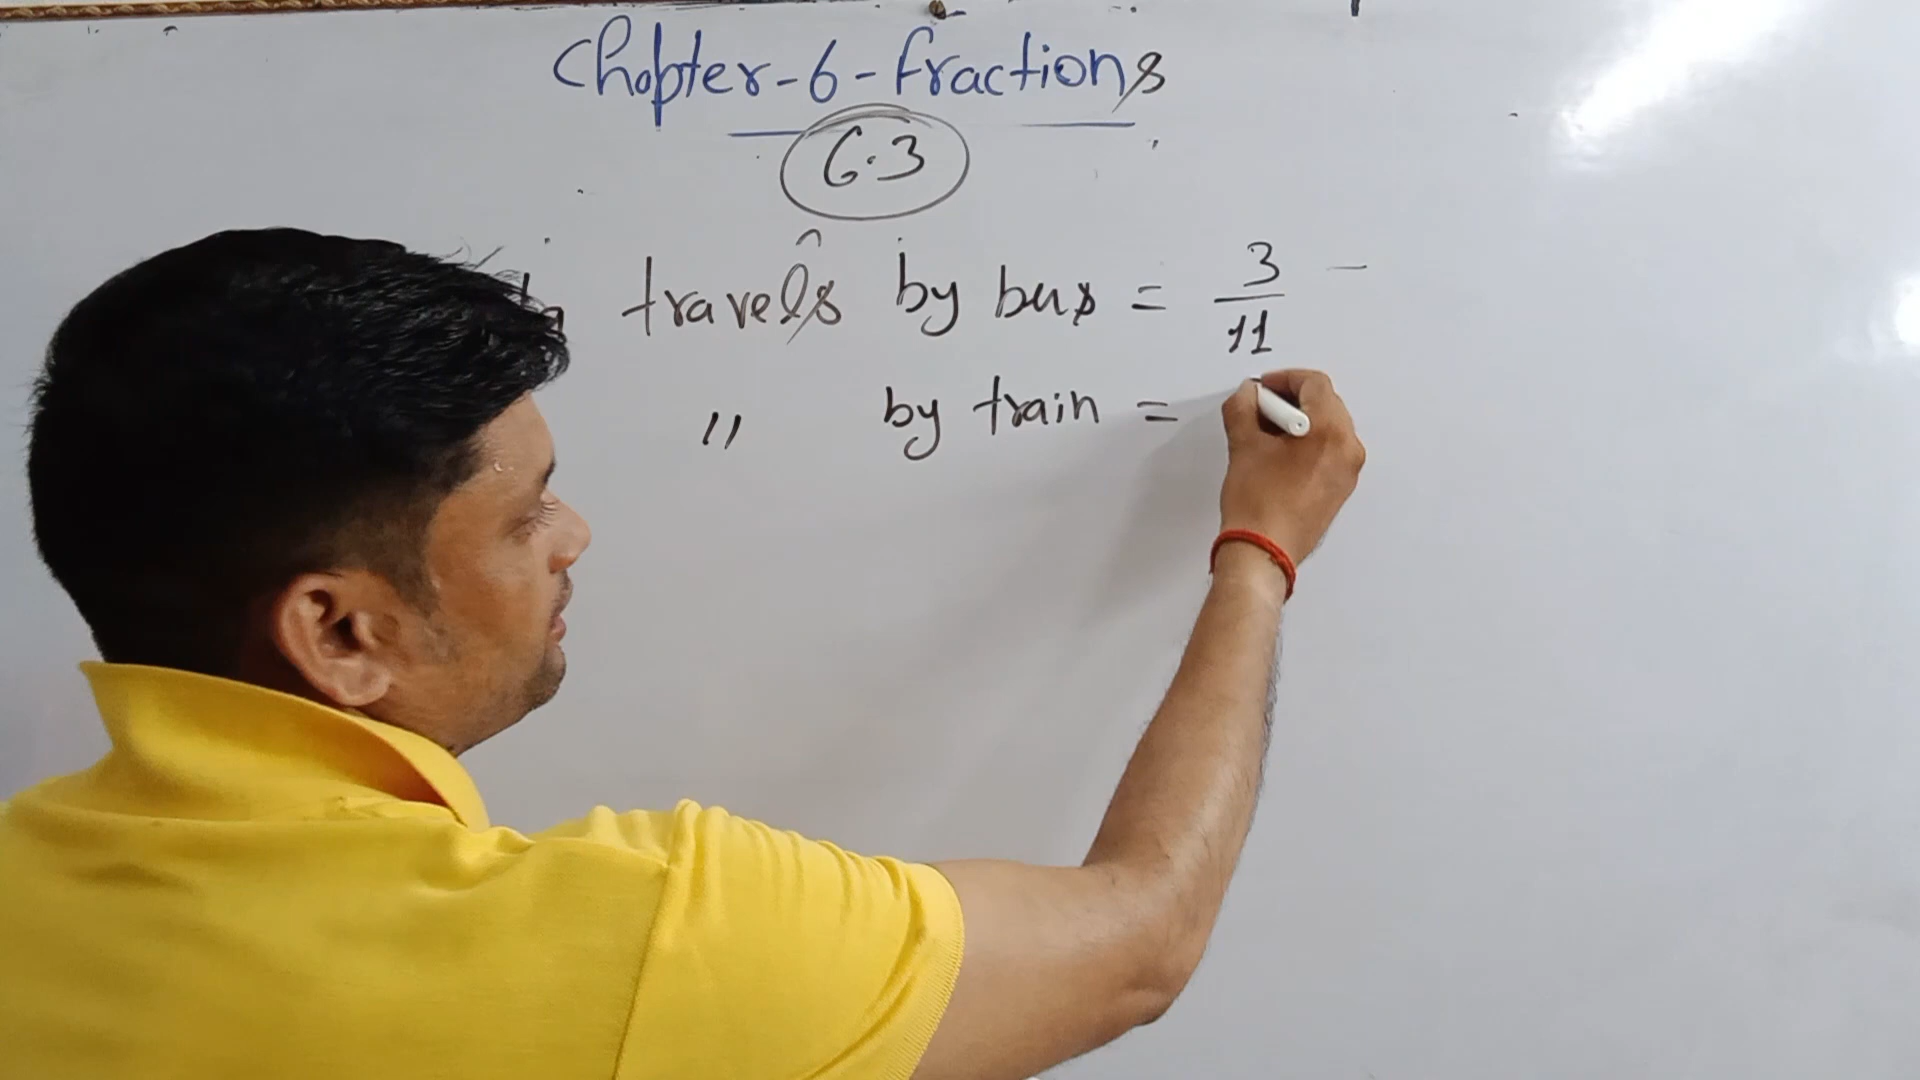 Chapter-6-fractions
6.3
travels by bus = 3/11 -
" by train =